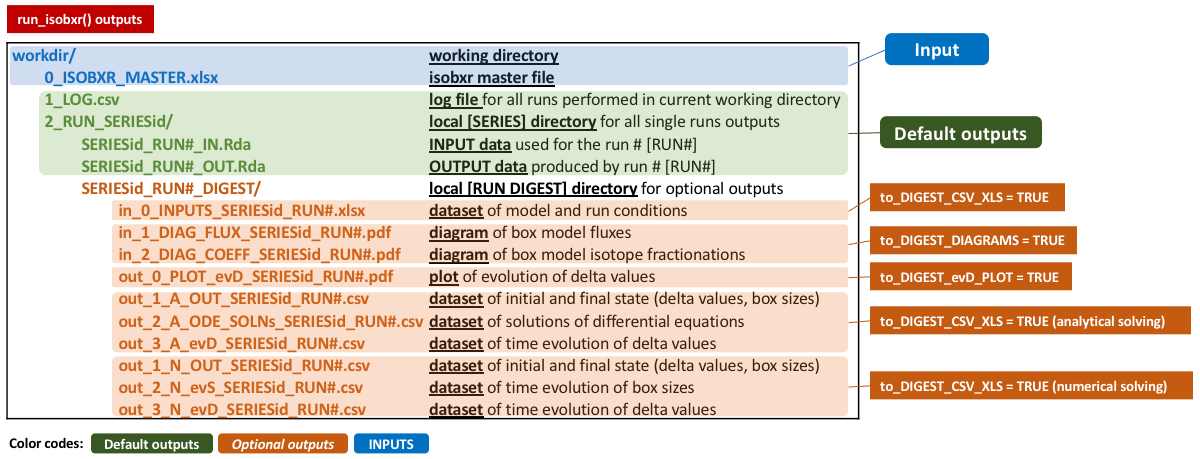 run_isobxr() outputs
workdir/ working directory
0_ISOBXR_MASTER.xlsx isobxr master file
Input
1_LOG.csv log file for all runs performed in current working directory
2_RUN_SERIESid/ local [SERIES] directory for all single runs outputs
Default outputs
SERIESid_RUN#_IN.Rda INPUT data used for the run # [RUN#]
SERIESid_RUN#_OUT.Rda OUTPUT data produced by run # [RUN#]
SERIESid_RUN#_DIGEST/ local [RUN DIGEST] directory for optional outputs
in_0_INPUTS_SERIESid_RUN#.xlsx dataset of model and run conditions
to_DIGEST_CSV_XLS = TRUE
in_1_DIAG_FLUX_SERIESid_RUN#.pdf diagram of box model fluxes
in_2_DIAG_COEFF_SERIESid_RUN#.pdf diagram of box model isotope fractionations
to_DIGEST_DIAGRAMS = TRUE
out_0_PLOT_evD_SERIESid_RUN#.pdf plot of evolution of delta values
to_DIGEST_evD_PLOT = TRUE
out_1_A_OUT_SERIESid_RUN#.csv dataset of initial and final state (delta values, box sizes)
out_2_A_ODE_SOLNs_SERIESid_RUN#.csv dataset of solutions of differential equations
to_DIGEST_CSV_XLS = TRUE (analytical solving)
out_3_A_evD_SERIESid_RUN#.csv dataset of time evolution of delta values
out_1_N_OUT_SERIESid_RUN#.csv dataset of initial and final state (delta values, box sizes)
out_2_N_evS_SERIESid_RUN#.csv dataset of time evolution of box sizes
to_DIGEST_CSV_XLS = TRUE (numerical solving)
out_3_N_evD_SERIESid_RUN#.csv dataset of time evolution of delta values
Color codes: Default outputs Optional outputs INPUTS